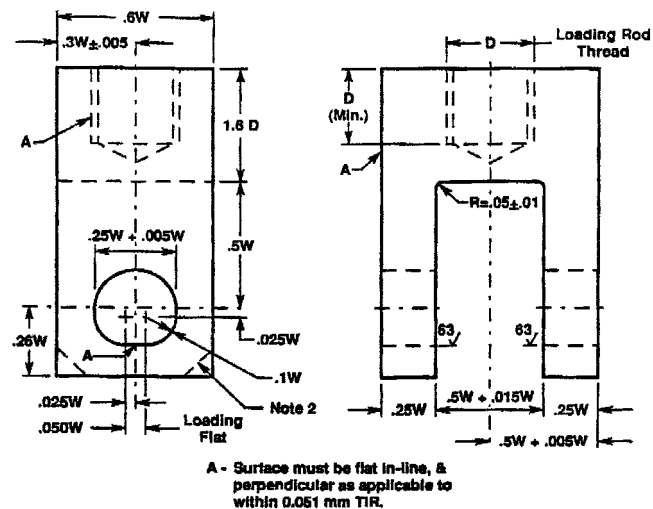 .6W
.3W±.005
D
Loading Rod
Thread
D
(Min.)
A
1.6 D
A
R=.05±.01
.25W + .005W
.5W
.26W
.025W
63
63
A
.1W
.025W
Note 2
.050W
Loading
Flat
.25W
.5W + .015W
.25W
.5W + .005W
A - Surface must be flat in-line, &
perpendicular as applicable to
within 0.051 mm TIR.